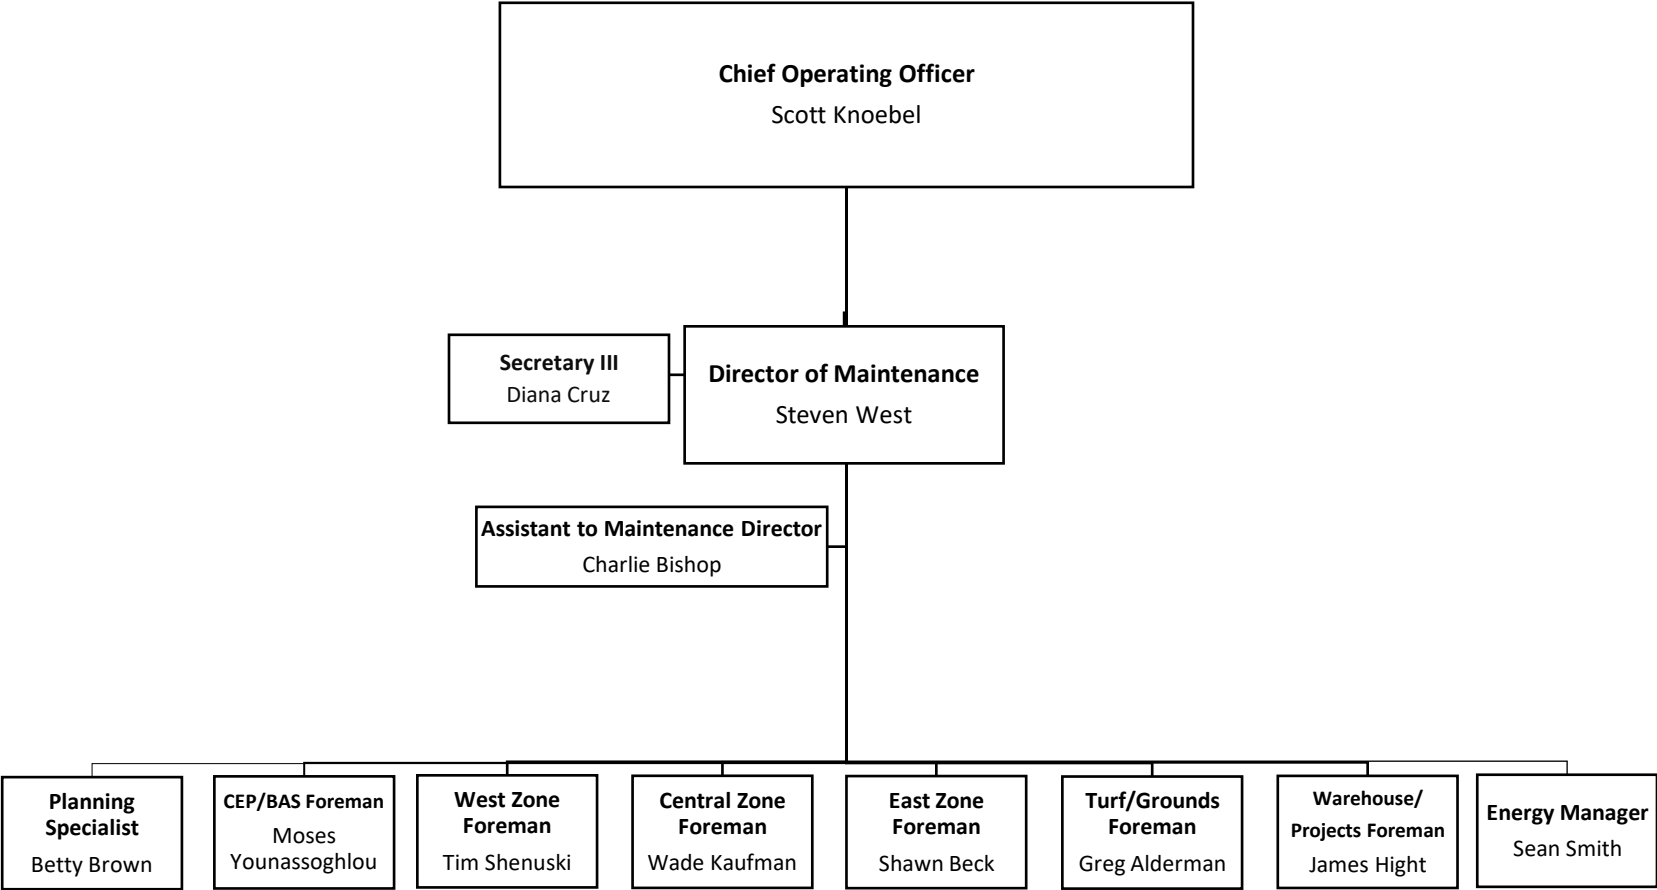 Chief Operating Officer
Scott Knoebel
Secretary III
Diana Cruz
Director of Maintenance
Steven West
Assistant to Maintenance Director
Charlie Bishop
Planning
Specialist
Betty Brown
CEP/BAS Foreman
Moses
Younassoghlou
West Zone
Foreman
Tim Shenuski
Central Zone
Foreman
Wade Kaufman
East Zone
Foreman
Shawn Beck
Turf/Grounds
Foreman
Greg Alderman
Warehouse/
Projects Foreman
James Hight
Energy Manager
Sean Smith